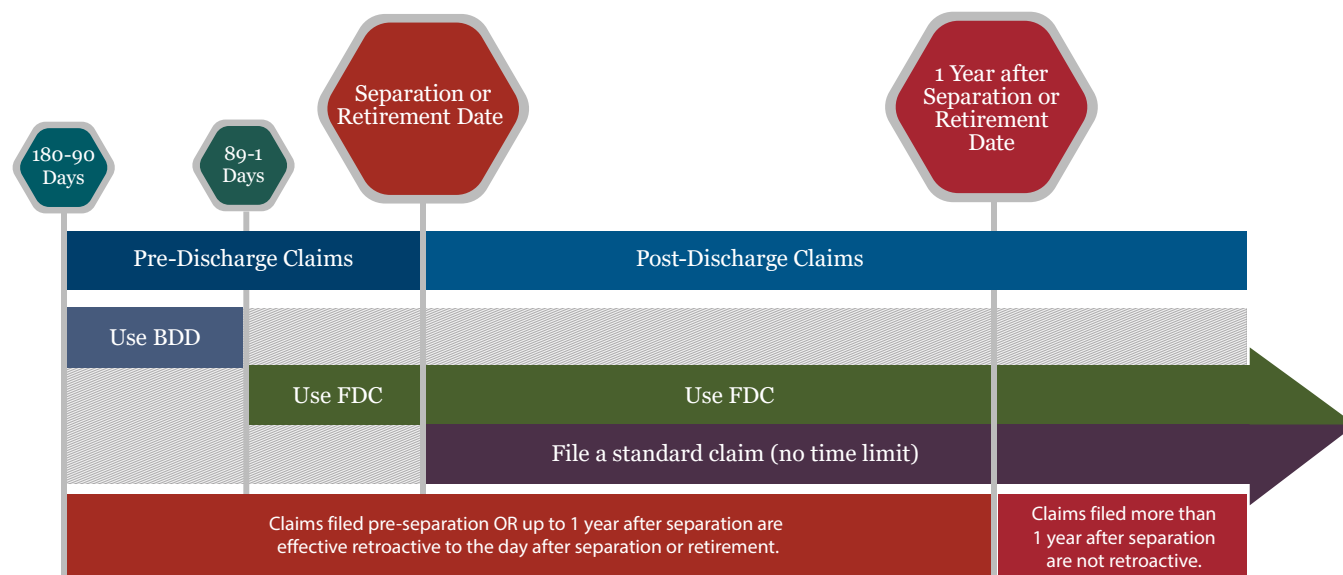 180-90
Days
89-1
Days
Separation or
Retirement Date
1 Year after
Separation or
Retirement
Date
Pre-Discharge Claims
Post-Discharge Claims
Use BDD
Use FDC
Use FDC
File a standard claim (no time limit)
Claims filed pre-separation OR up to 1 year after separation are
effective retroactive to the day after separation or retirement.
Claims filed more than
1 year after separation
are not retroactive.